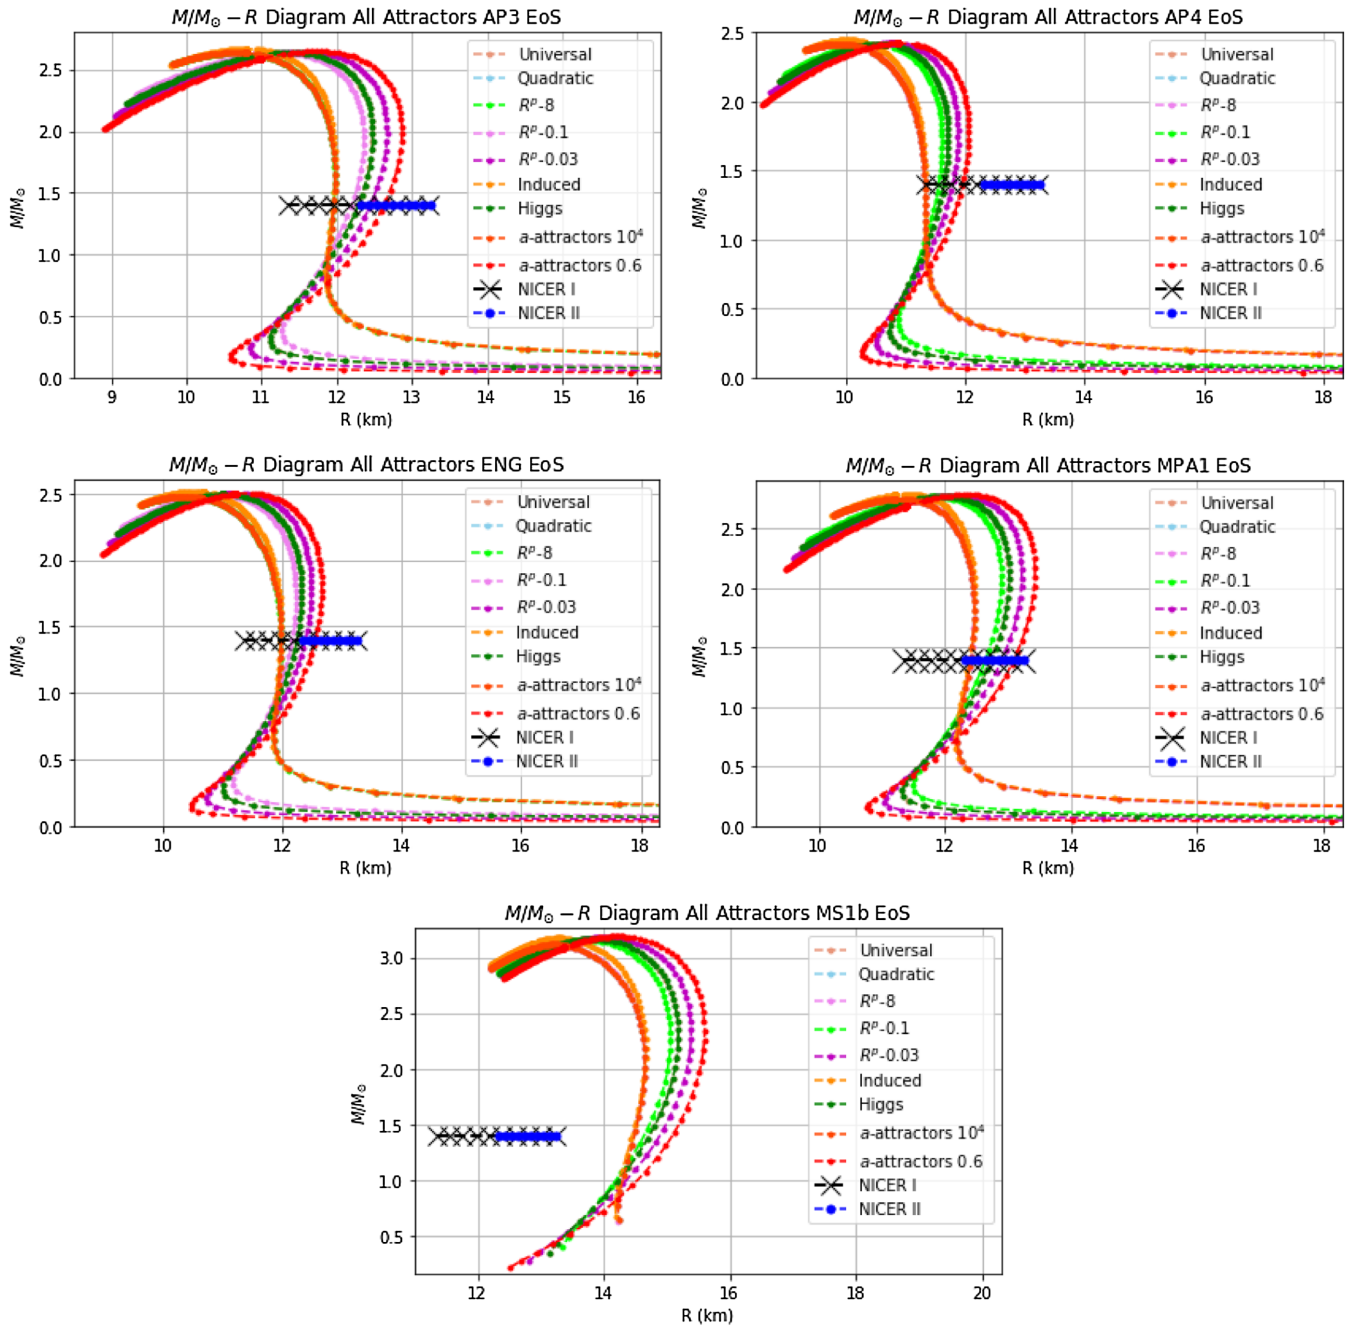 M/M⊙ − R Diagram All Attractors AP3 EoS
M/M⊙
2.5
2.0
1.5
1.0
0.5
0.0
9 10 11 12 13 14 15 16
R (km)
Universal
Quadratic
R^p-8
R^p-0.1
R^p-0.03
Induced
Higgs
a-attractors 10^4
a-attractors 0.6
NICER I
NICER II
M/M⊙ − R Diagram All Attractors AP4 EoS
M/M⊙
2.5
2.0
1.5
1.0
0.5
0.0
10 12 14 16 18
R (km)
Universal
Quadratic
R^p-8
R^p-0.1
R^p-0.03
Induced
Higgs
a-attractors 10^4
a-attractors 0.6
NICER I
NICER II
M/M⊙ − R Diagram All Attractors ENG EoS
M/M⊙
2.5
2.0
1.5
1.0
0.5
0.0
10 12 14 16 18
R (km)
Universal
Quadratic
R^p-8
R^p-0.1
R^p-0.03
Induced
Higgs
a-attractors 10^4
a-attractors 0.6
NICER I
NICER II
M/M⊙ − R Diagram All Attractors MPA1 EoS
M/M⊙
2.5
2.0
1.5
1.0
0.5
0.0
10 12 14 16 18
R (km)
Universal
Quadratic
R^p-8
R^p-0.1
R^p-0.03
Induced
Higgs
a-attractors 10^4
a-attractors 0.6
NICER I
NICER II
M/M⊙ − R Diagram All Attractors MS1b EoS
M/M⊙
3.0
2.5
2.0
1.5
1.0
0.5
12 14 16 18 20
R (km)
Universal
Quadratic
R^p-8
R^p-0.1
R^p-0.03
Induced
Higgs
a-attractors 10^4
a-attractors 0.6
NICER I
NICER II